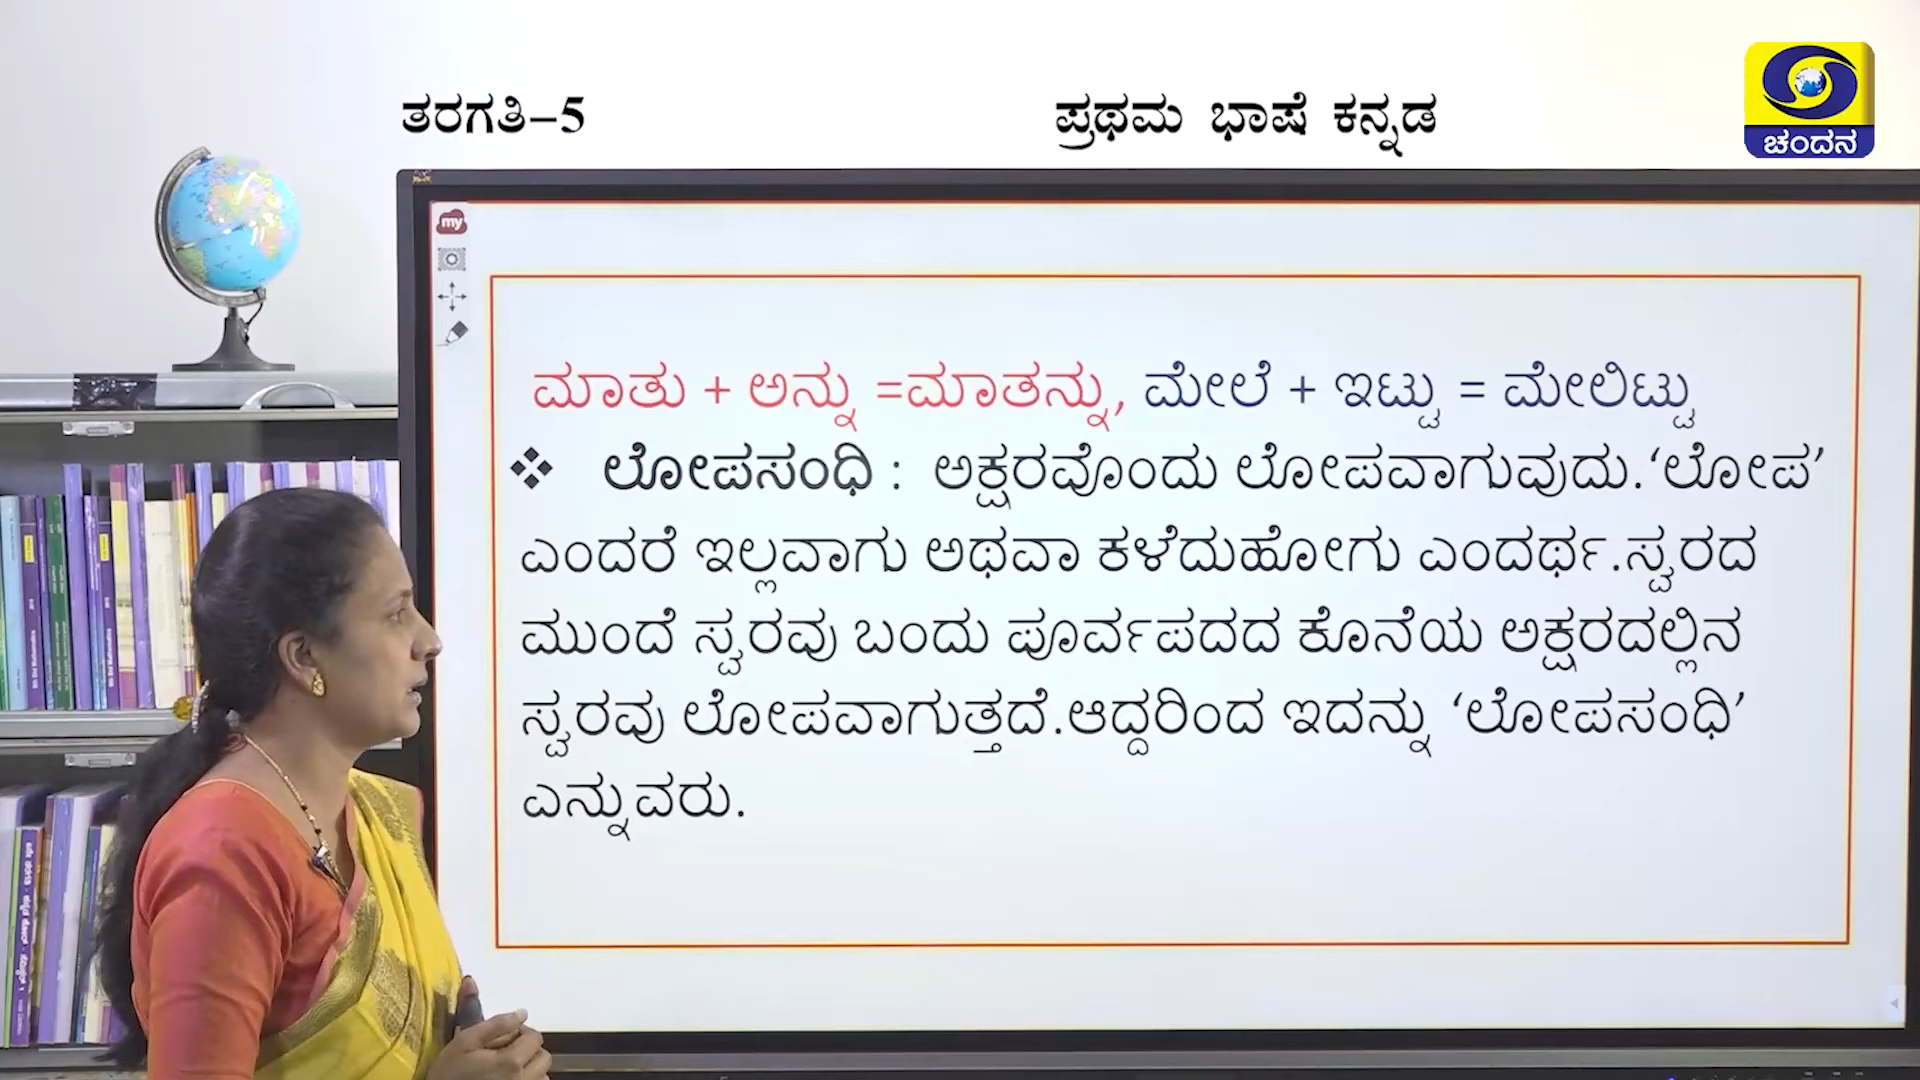 ತರಗತಿ-5
ಪ್ರಥಮ ಭಾಷೆ ಕನ್ನಡ
ಚಂದನ
my
ಮಾತು + ಅನ್ನು =ಮಾತನ್ನು, ಮೇಲೆ + ಇಟ್ಟು = ಮೇಲಿಟ್ಟು
❖ ಲೋಪಸಂಧಿ : ಅಕ್ಷರವೊಂದು ಲೋಪವಾಗುವುದು.‘ಲೋಪ’
ಎಂದರೆ ಇಲ್ಲವಾಗು ಅಥವಾ ಕಳೆದುಹೋಗು ಎಂದರ್ಥ.ಸ್ವರದ
ಮುಂದೆ ಸ್ವರವು ಬಂದು ಪೂರ್ವಪದದ ಕೊನೆಯ ಅಕ್ಷರದಲ್ಲಿನ
ಸ್ವರವು ಲೋಪವಾಗುತ್ತದೆ.ಆದ್ದರಿಂದ ಇದನ್ನು ‘ಲೋಪಸಂಧಿ’
ಎನ್ನುವರು.